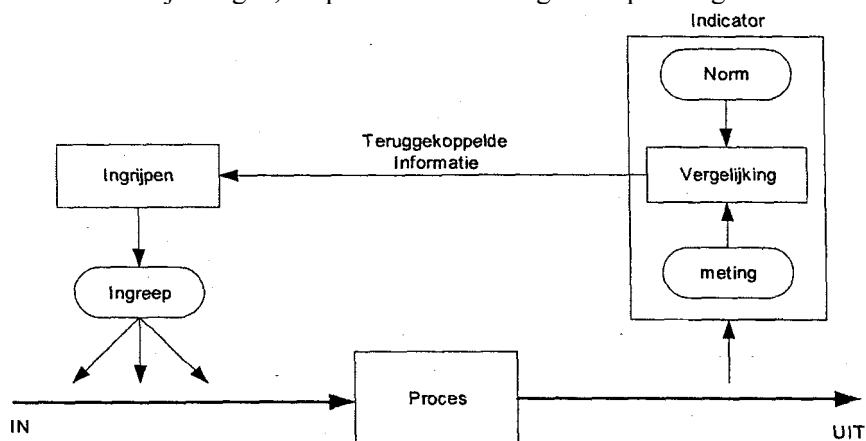 Indicator
Norm
Teruggekoppelde
Informatie
Ingrijpen
Vergelijking
Ingreep
meting
Proces
IN
UIT